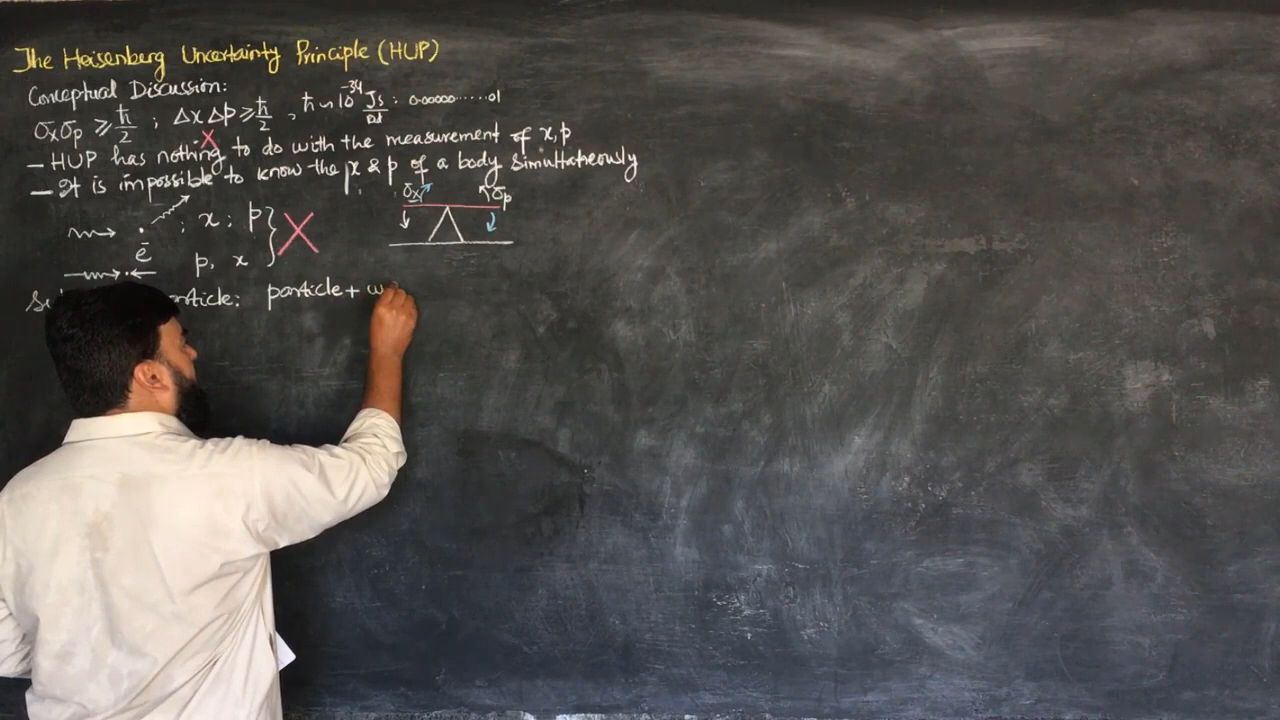 The Heisenberg Uncertainty Principle (HUP)
Conceptual Discussion:
σxσp ≥ ħ/2 ; Δx Δp ≥ ħ/2 , ħ ~ 10^-34 Js : 0.00000......01
- HUP has nothing to do with the measurement of x, p
- It is impossible to know the x & p of a body simultaneously
σx σp
; x ; p
e̅
p, x
particle: particle + w